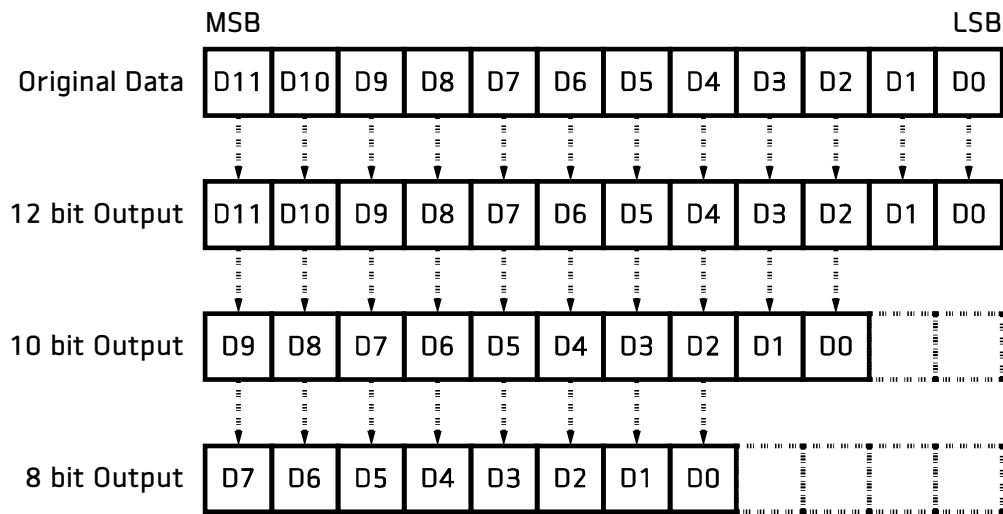 MSB LSB
Original Data D11 D10 D9 D8 D7 D6 D5 D4 D3 D2 D1 D0
12 bit Output D11 D10 D9 D8 D7 D6 D5 D4 D3 D2 D1 D0
10 bit Output D9 D8 D7 D6 D5 D4 D3 D2 D1 D0
8 bit Output D7 D6 D5 D4 D3 D2 D1 D0